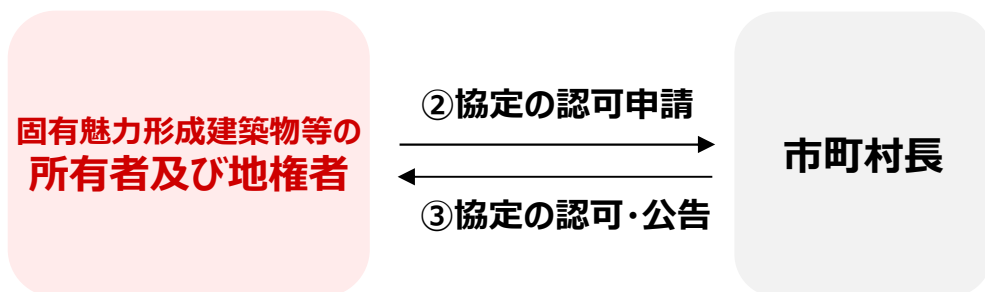 固有魅力形成建築物等の
所有者及び地権者
②協定の認可申請
③協定の認可・公告
市町村長